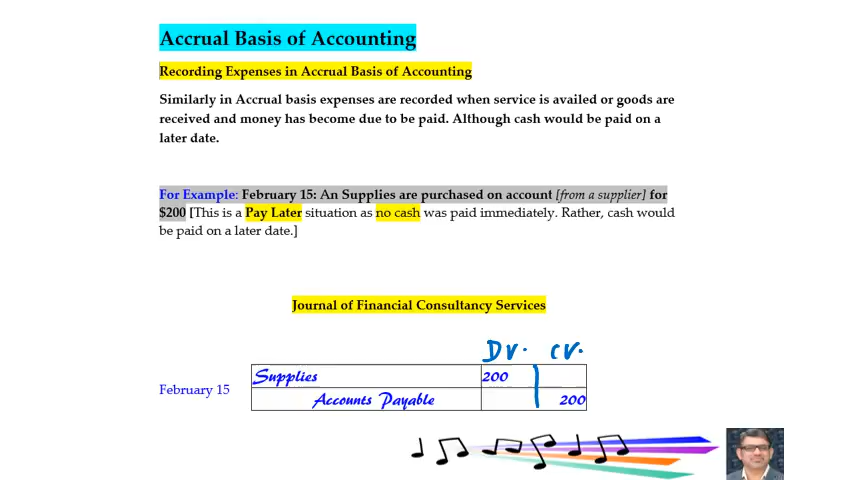 Accrual Basis of Accounting
Recording Expenses in Accrual Basis of Accounting
Similarly in Accrual basis expenses are recorded when service is availed or goods are
received and money has become due to be paid. Although cash would be paid on a
later date.
For Example: February 15: An Supplies are purchased on account [from a supplier] for
$200 [This is a Pay Later situation as no cash was paid immediately. Rather, cash would
be paid on a later date.]
Journal of Financial Consultancy Services
Dr. Cr.
Supplies 200
February 15
Accounts Payable 200